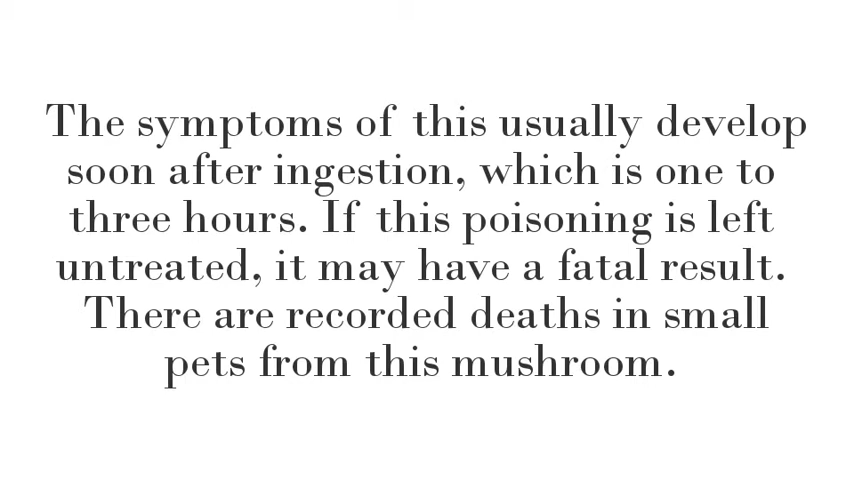 The symptoms of this usually develop
soon after ingestion, which is one to
three hours. If this poisoning is left
untreated, it may have a fatal result.
There are recorded deaths in small
pets from this mushroom.